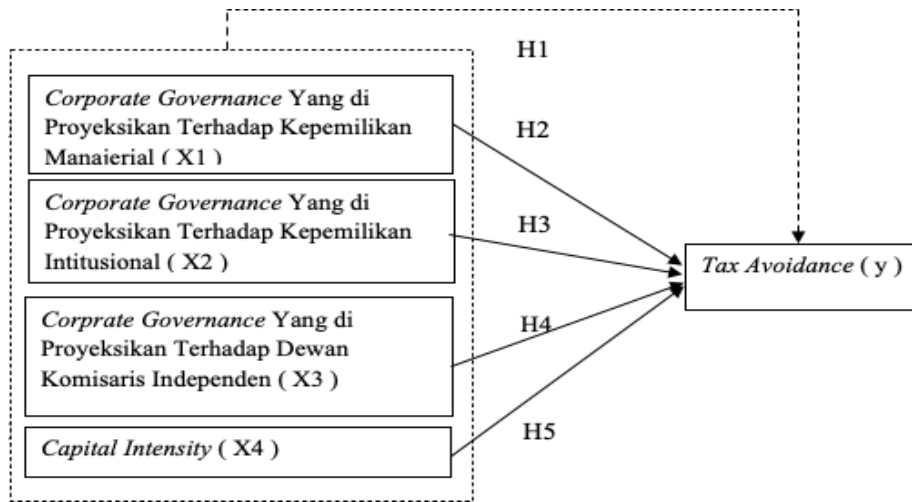 H1
Corporate Governance Yang di
Proyeksikan Terhadap Kepemilikan
Manajerial ( X1 )
H2
Corporate Governance Yang di
Proyeksikan Terhadap Kepemilikan
Intitusional ( X2 )
H3
Tax Avoidance ( y )
Corprate Governance Yang di
Proyeksikan Terhadap Dewan
Komisaris Independen ( X3 )
H4
Capital Intensity ( X4 )
H5